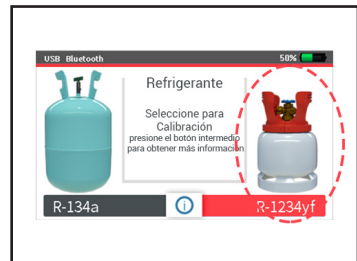 USB Bluetooth
50%
Refrigerante
Seleccione para
Calibración
presione el botón intermedio
para obtener más información
R-134a
R-1234yf